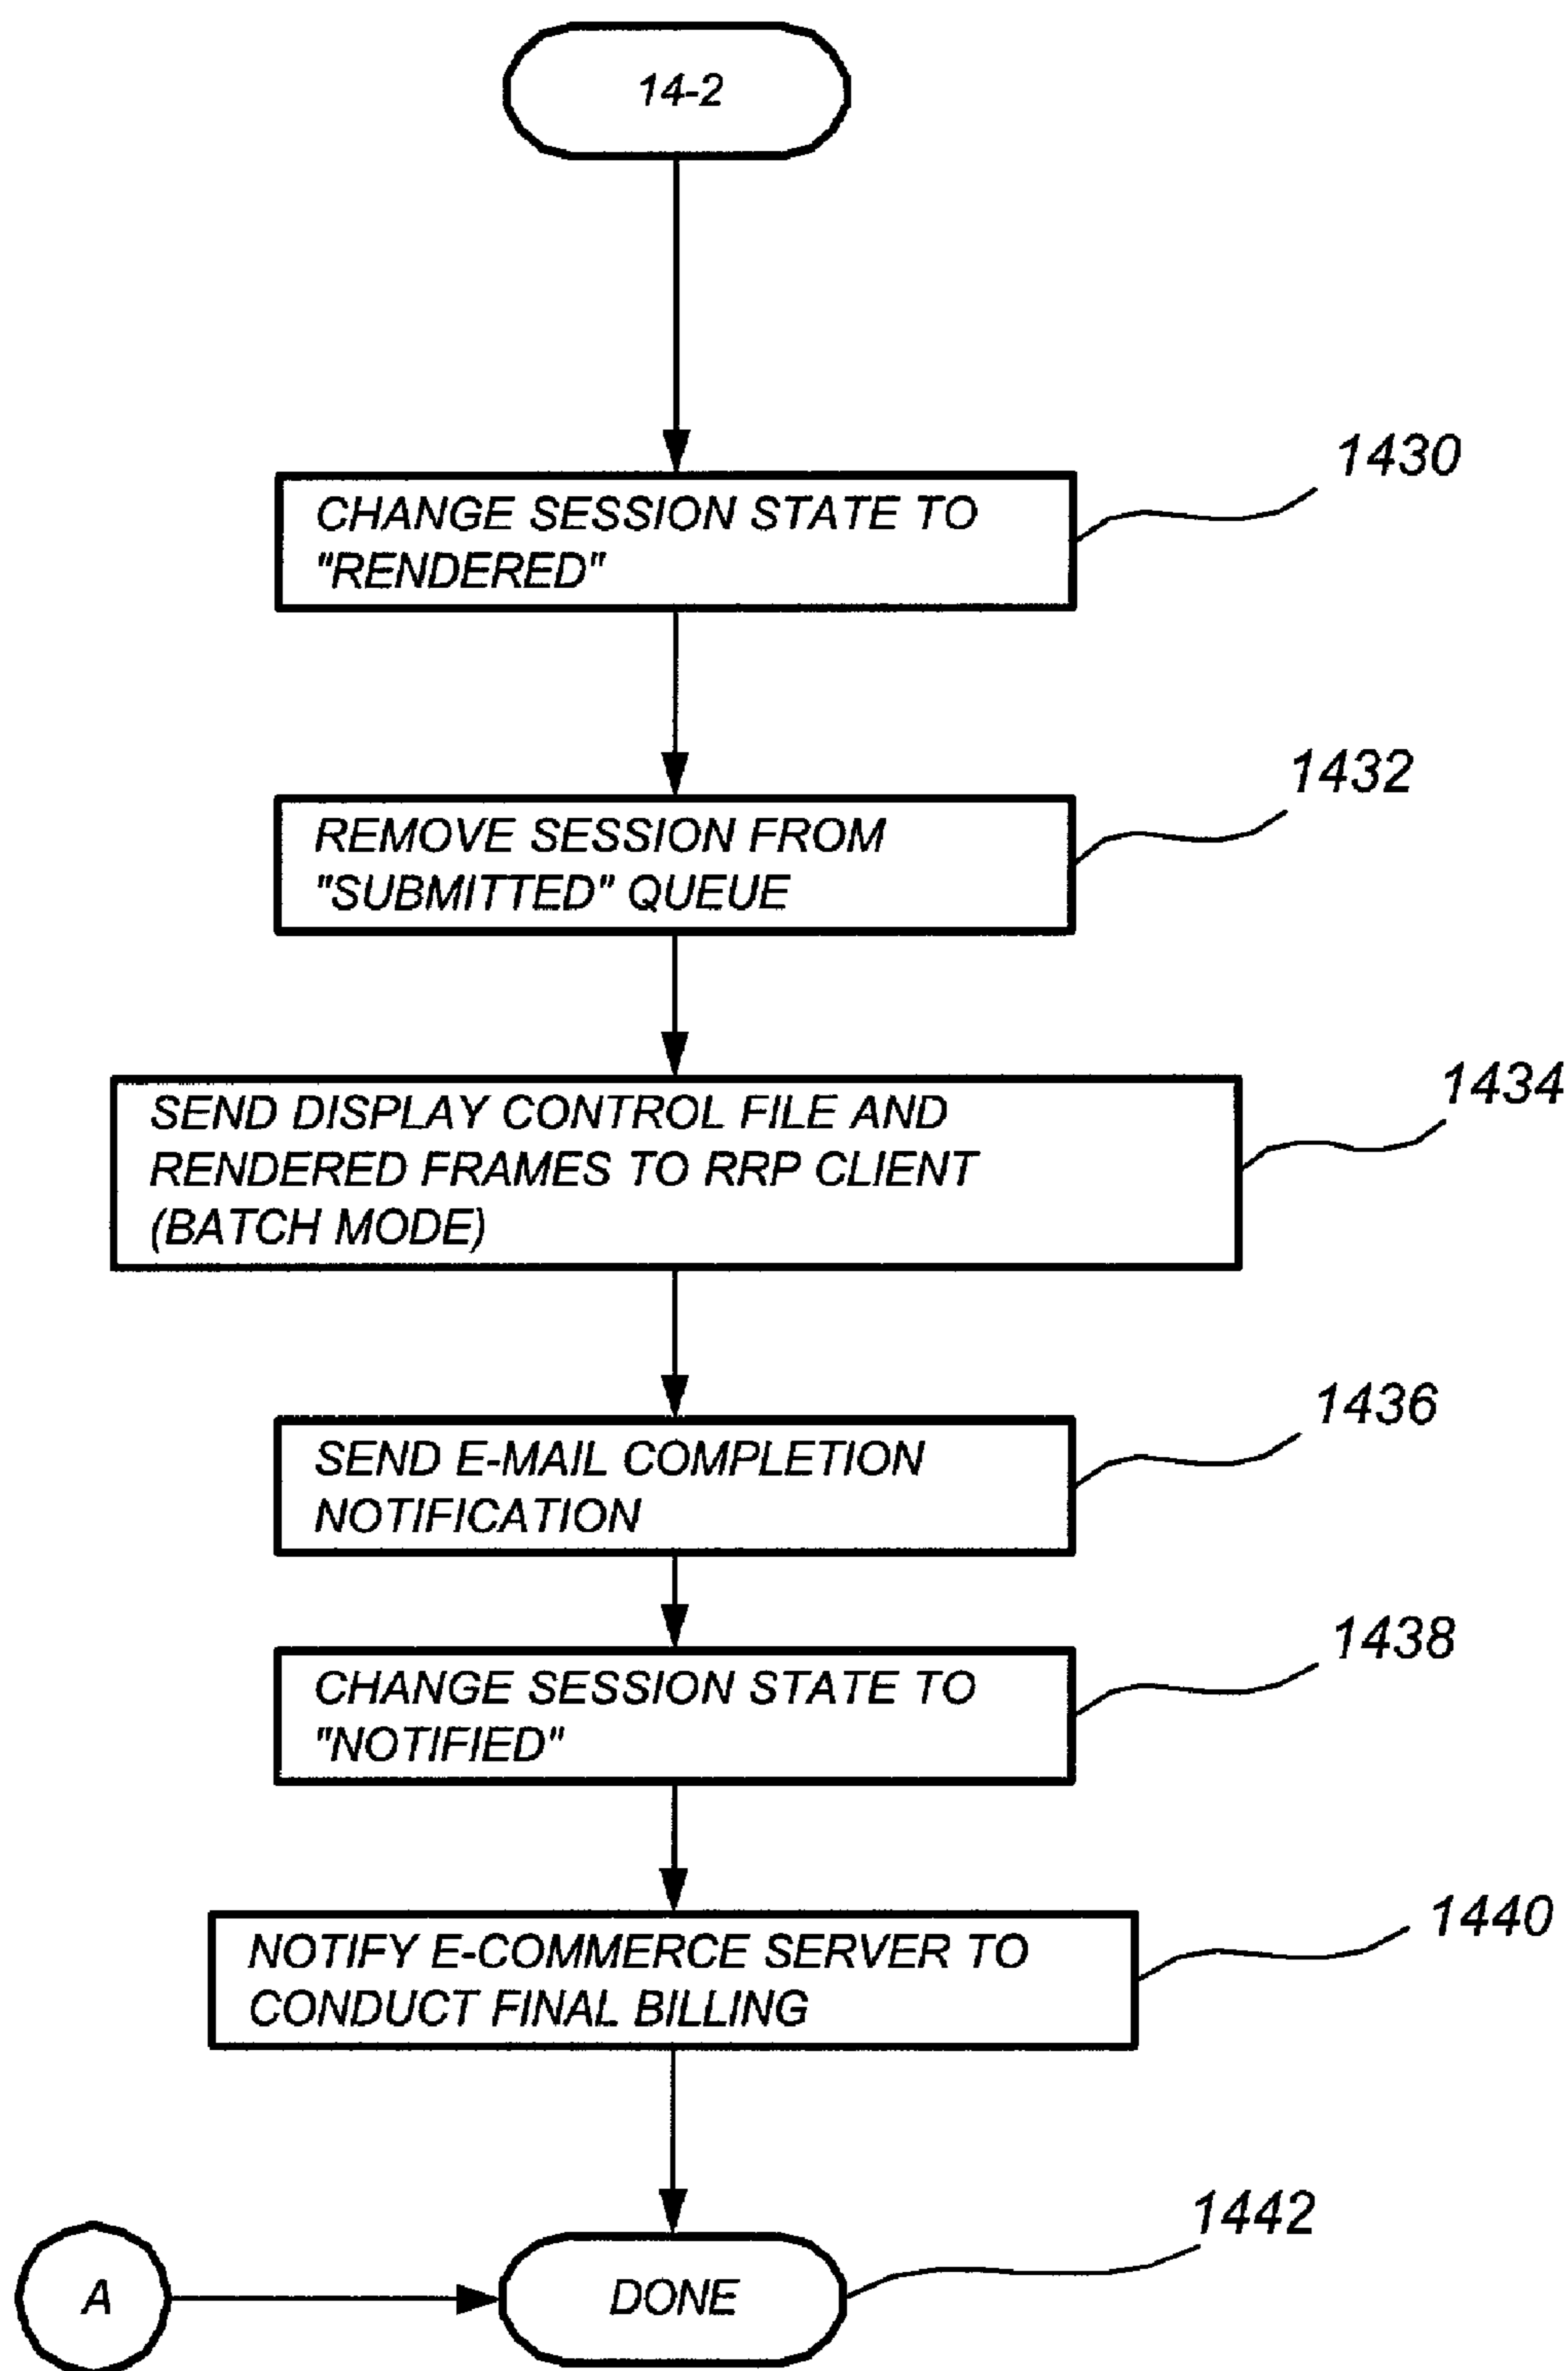 14-2
1430
CHANGE SESSION STATE TO
"RENDERED"
1432
REMOVE SESSION FROM
"SUBMITTED" QUEUE
1434
SEND DISPLAY CONTROL FILE AND
RENDERED FRAMES TO RRP CLIENT
(BATCH MODE)
1436
SEND E-MAIL COMPLETION
NOTIFICATION
1438
CHANGE SESSION STATE TO
"NOTIFIED"
1440
NOTIFY E-COMMERCE SERVER TO
CONDUCT FINAL BILLING
1442
A
DONE